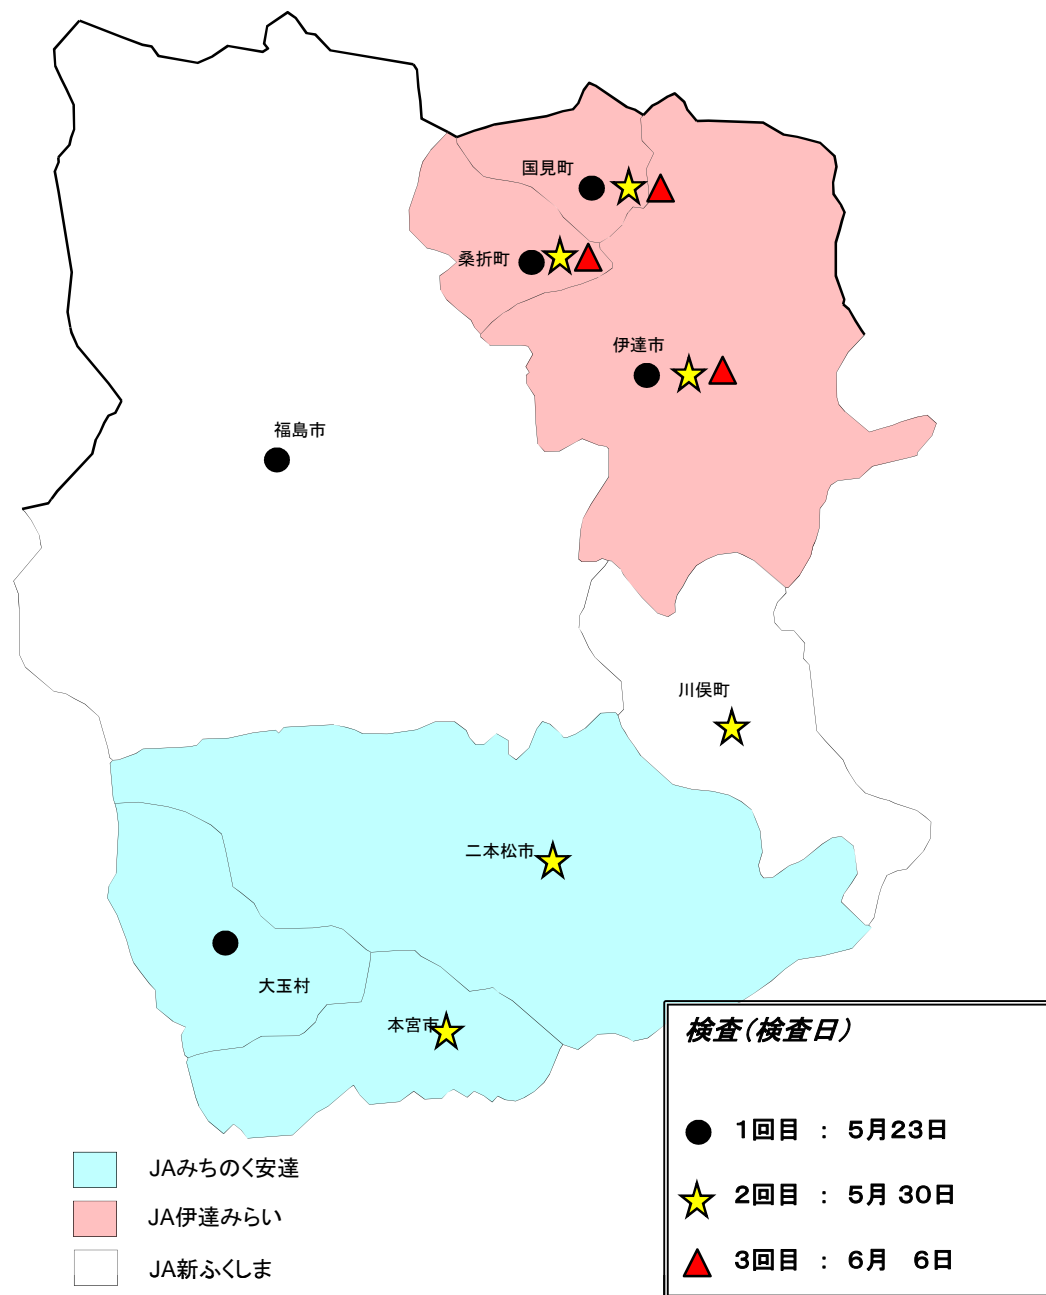 国見町
桑折町
伊達市
福島市
川俣町
二本松市
大玉村
本宮市
検査(検査日)
1回目 : 5月23日
2回目 : 5月 30日
3回目 : 6月 6日
JAみちのく安達
JA伊達みらい
JA新ふくしま